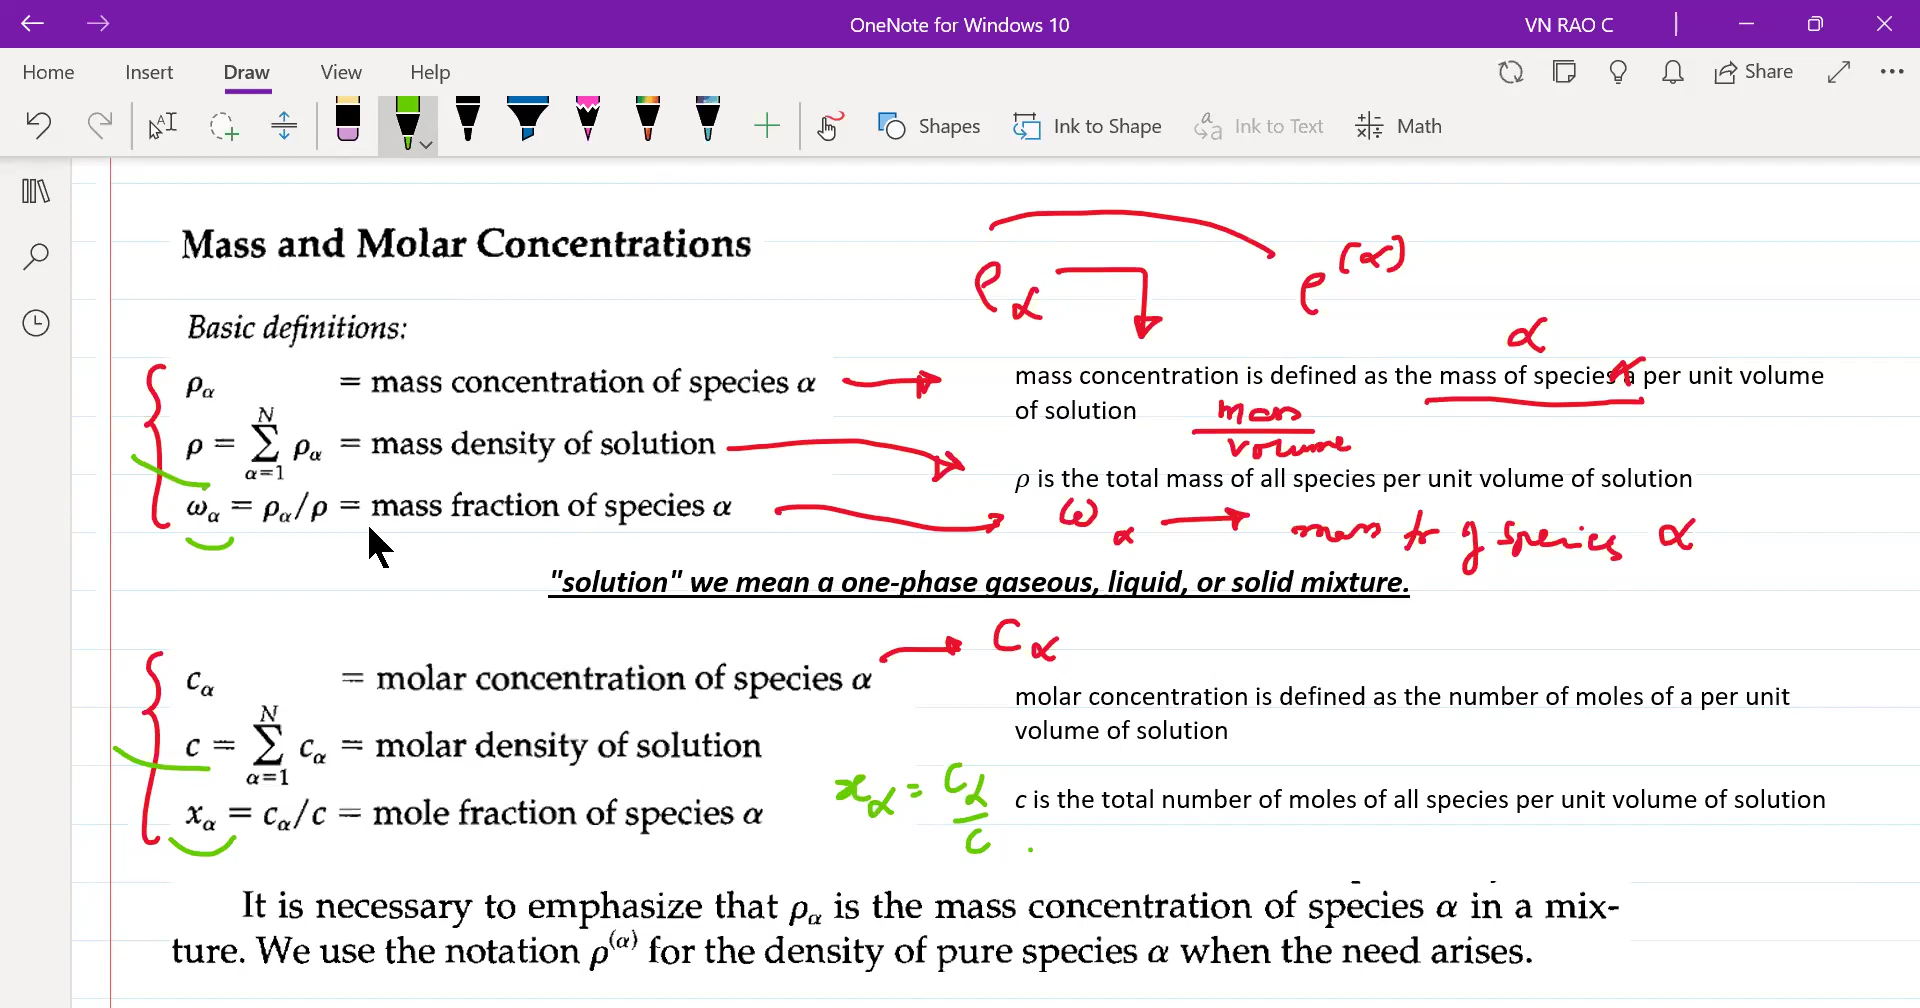 OneNote for Windows 10
VN RAO C
Home Insert Draw View Help
Share
Shapes Ink to Shape Ink to Text Math
Mass and Molar Concentrations
ρα ρ(α)
Basic definitions:
α
ρα = mass concentration of species α
mass concentration is defined as the mass of species a per unit volume
of solution
mass
volume
ρ = N∑α=1 ρα = mass density of solution
ρ is the total mass of all species per unit volume of solution
ωα = ρα/ρ = mass fraction of species α
ωα → mass fr of species α
"solution" we mean a one-phase gaseous, liquid, or solid mixture.
cα = molar concentration of species α
Cα
molar concentration is defined as the number of moles of a per unit
volume of solution
c = N∑α=1 cα = molar density of solution
xα = cα/c
c is the total number of moles of all species per unit volume of solution
xα = cα/c = mole fraction of species α
It is necessary to emphasize that ρα is the mass concentration of species α in a mix-
ture. We use the notation ρ(α) for the density of pure species α when the need arises.